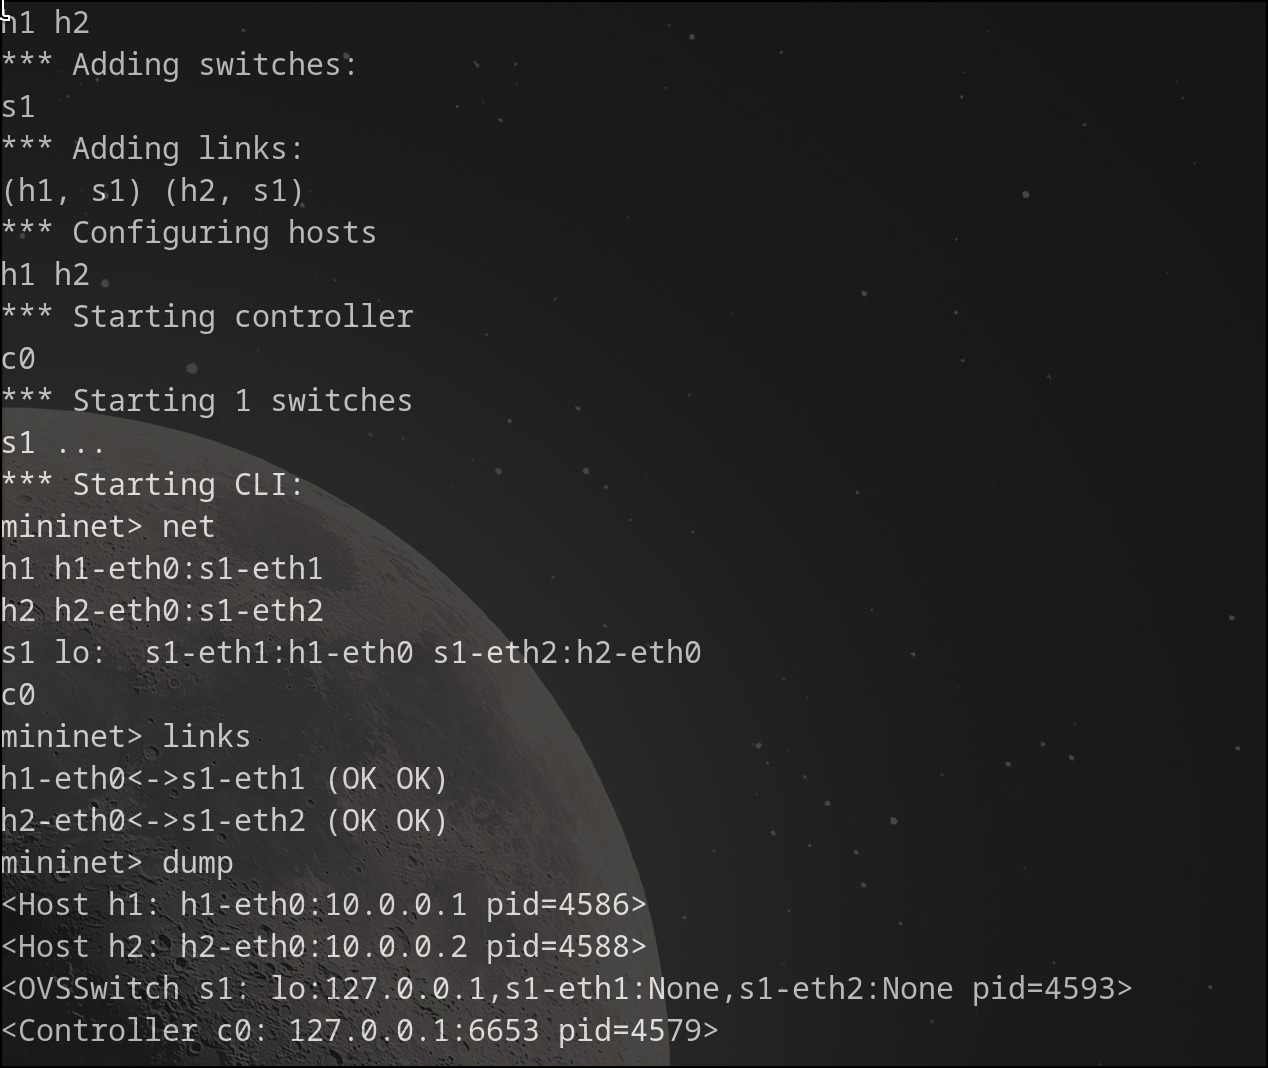 h1 h2
*** Adding switches:
s1
*** Adding links:
(h1, s1) (h2, s1)
*** Configuring hosts
h1 h2
*** Starting controller
c0
*** Starting 1 switches
s1 ...
*** Starting CLI:
mininet> net
h1 h1-eth0:s1-eth1
h2 h2-eth0:s1-eth2
s1 lo:  s1-eth1:h1-eth0 s1-eth2:h2-eth0
c0
mininet> links
h1-eth0<->s1-eth1 (OK OK)
h2-eth0<->s1-eth2 (OK OK)
mininet> dump
<Host h1: h1-eth0:10.0.0.1 pid=4586>
<Host h2: h2-eth0:10.0.0.2 pid=4588>
<OVSSwitch s1: lo:127.0.0.1,s1-eth1:None,s1-eth2:None pid=4593>
<Controller c0: 127.0.0.1:6653 pid=4579>